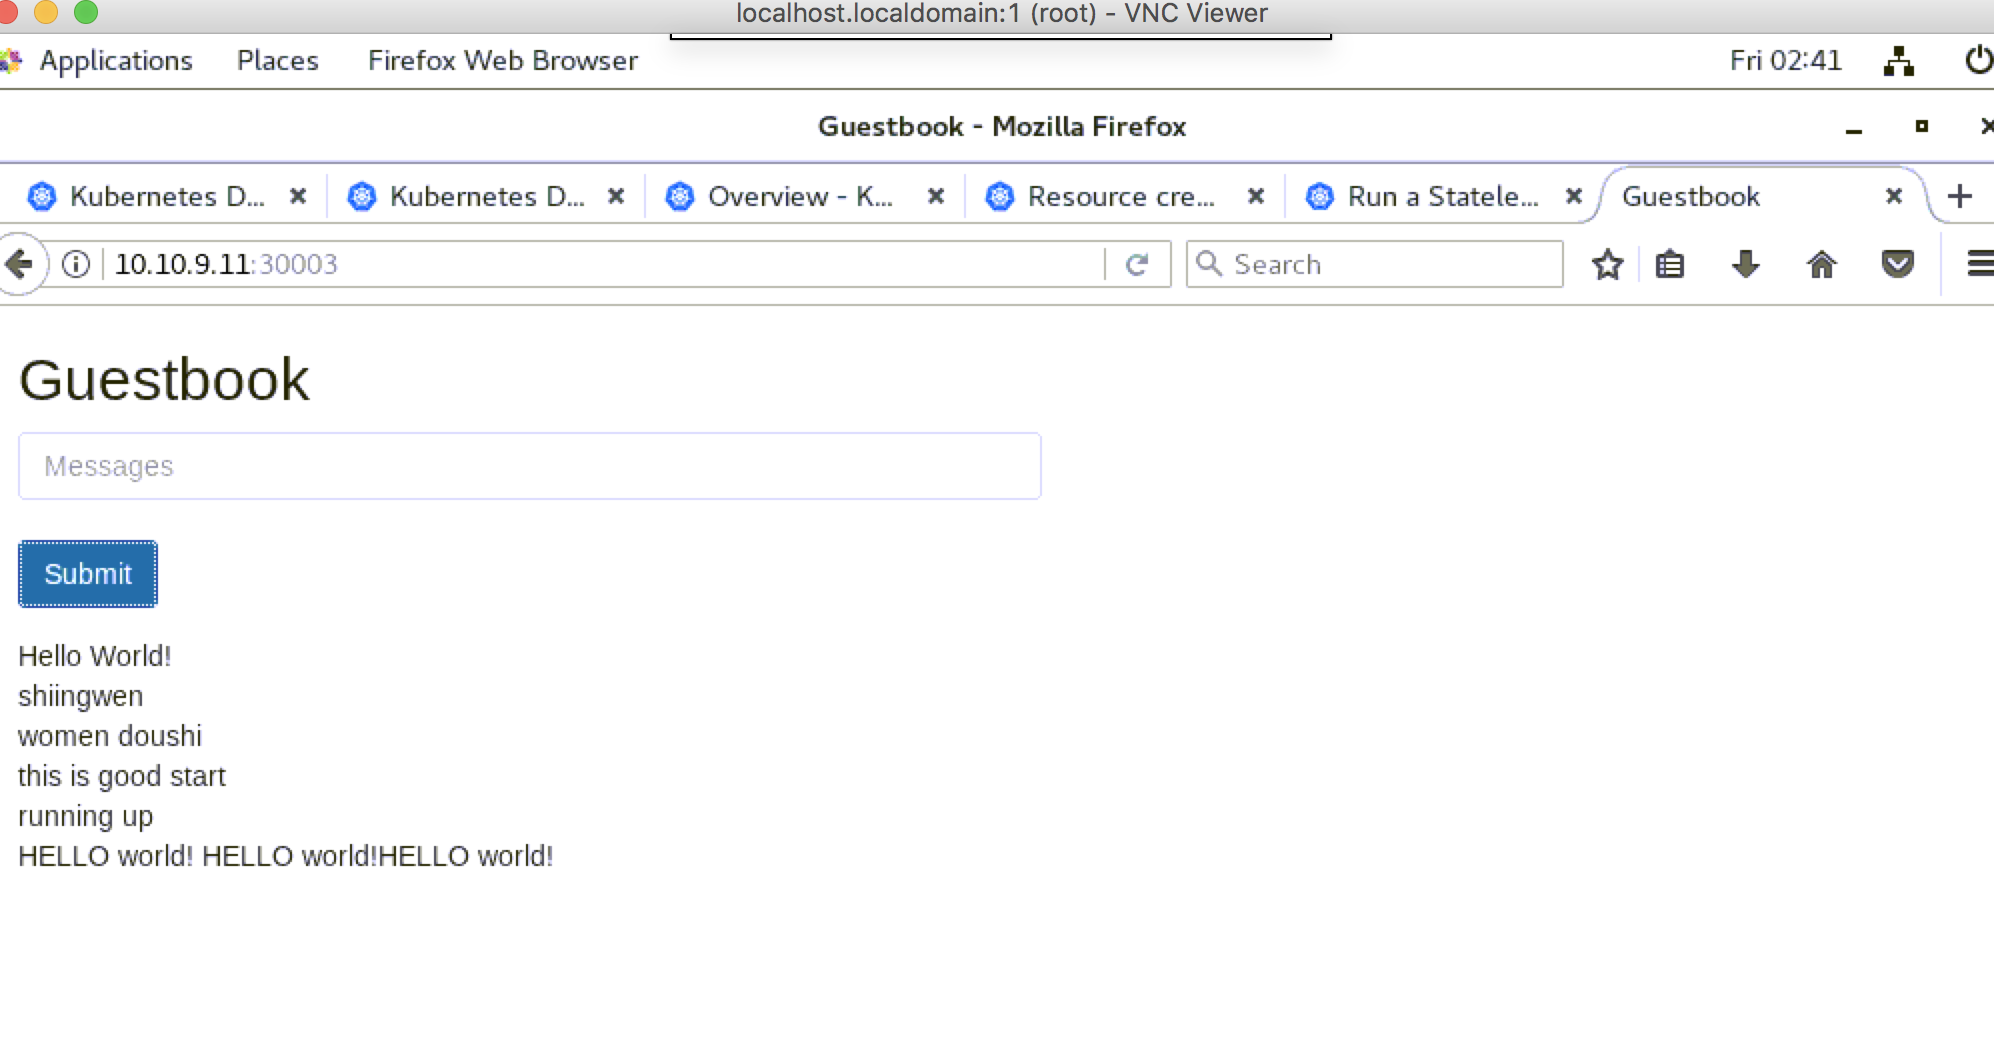 localhost.localdomain:1 (root) - VNC Viewer
Applications Places Firefox Web Browser Fri 02:41
Guestbook - Mozilla Firefox
Kubernetes D... Kubernetes D... Overview - K... Resource cre... Run a Statele... Guestbook
10.10.9.11:30003 Search
Guestbook
Messages
Submit
Hello World!
shiingwen
women doushi
this is good start
running up
HELLO world! HELLO world!HELLO world!